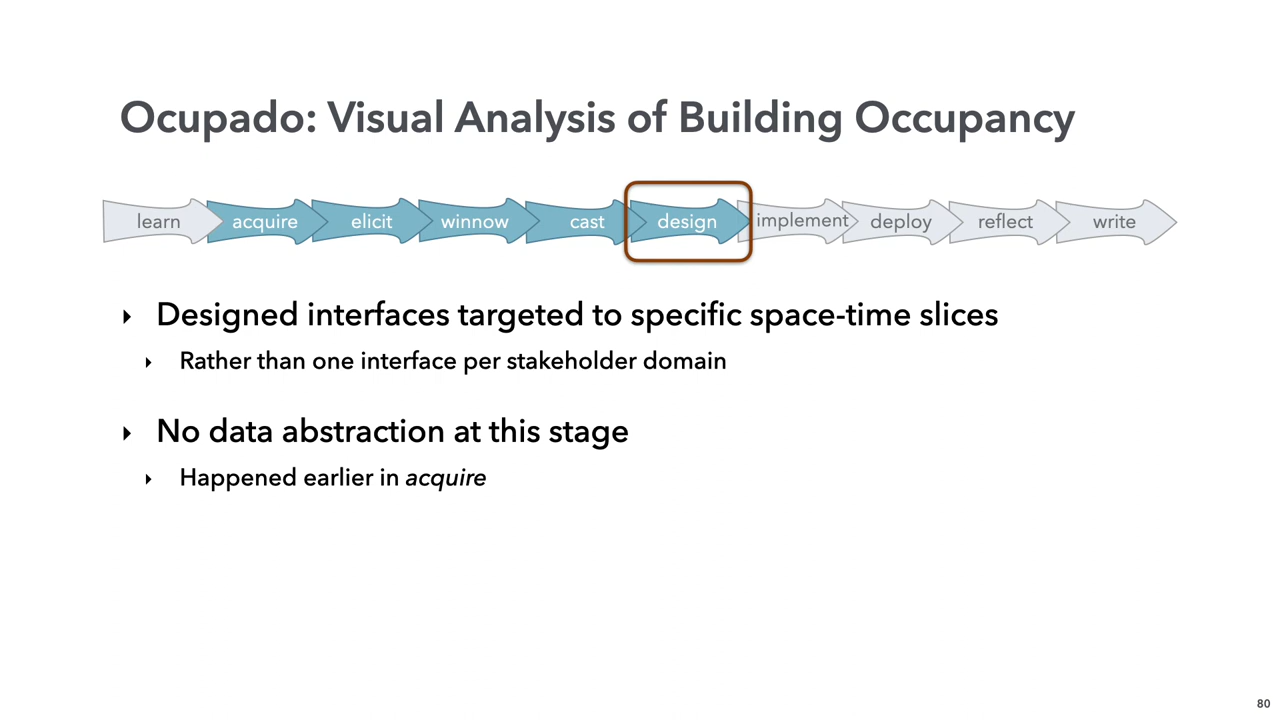 Ocupado: Visual Analysis of Building Occupancy
learn acquire elicit winnow cast design implement deploy reflect write
Designed interfaces targeted to specific space-time slices
Rather than one interface per stakeholder domain
No data abstraction at this stage
Happened earlier in acquire
80